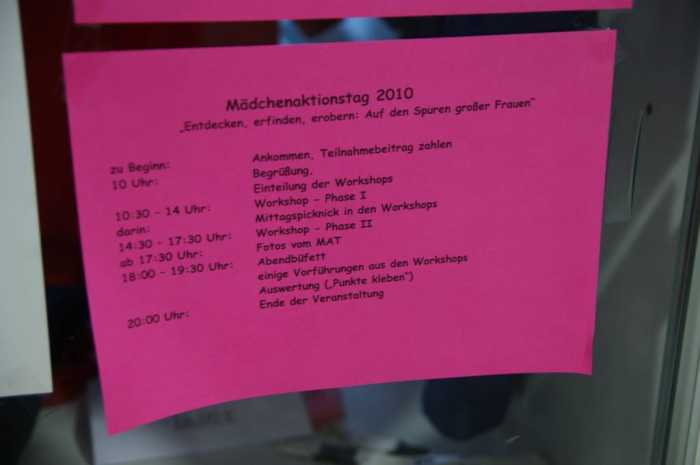 Mädchenaktionstag 2010
„Entdecken, erfinden, erobern: Auf den Spuren großer Frauen"
zu Beginn: Ankommen, Teilnahmebeitrag zahlen
10 Uhr: Begrüßung,
Einteilung der Workshops
10:30 - 14 Uhr: Workshop - Phase I
darin: Mittagspicknick in den Workshops
14:30 - 17:30 Uhr: Workshop - Phase II
ab 17:30 Uhr: Fotos vom MAT
18:00 - 19:30 Uhr: Abendbüfett
einige Vorführungen aus den Workshops
Auswertung („Punkte kleben")
20:00 Uhr: Ende der Veranstaltung